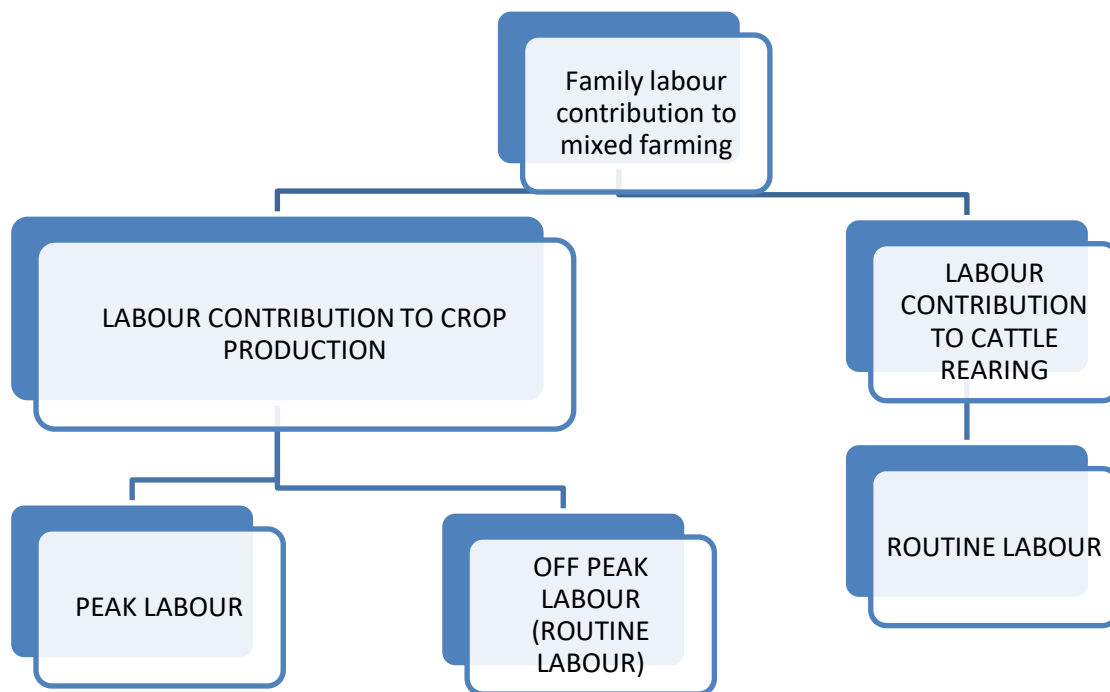 Family labour
contribution to
mixed farming
LABOUR CONTRIBUTION TO CROP
PRODUCTION
LABOUR
CONTRIBUTION
TO CATTLE
REARING
PEAK LABOUR
OFF PEAK
LABOUR
(ROUTINE
LABOUR)
ROUTINE LABOUR